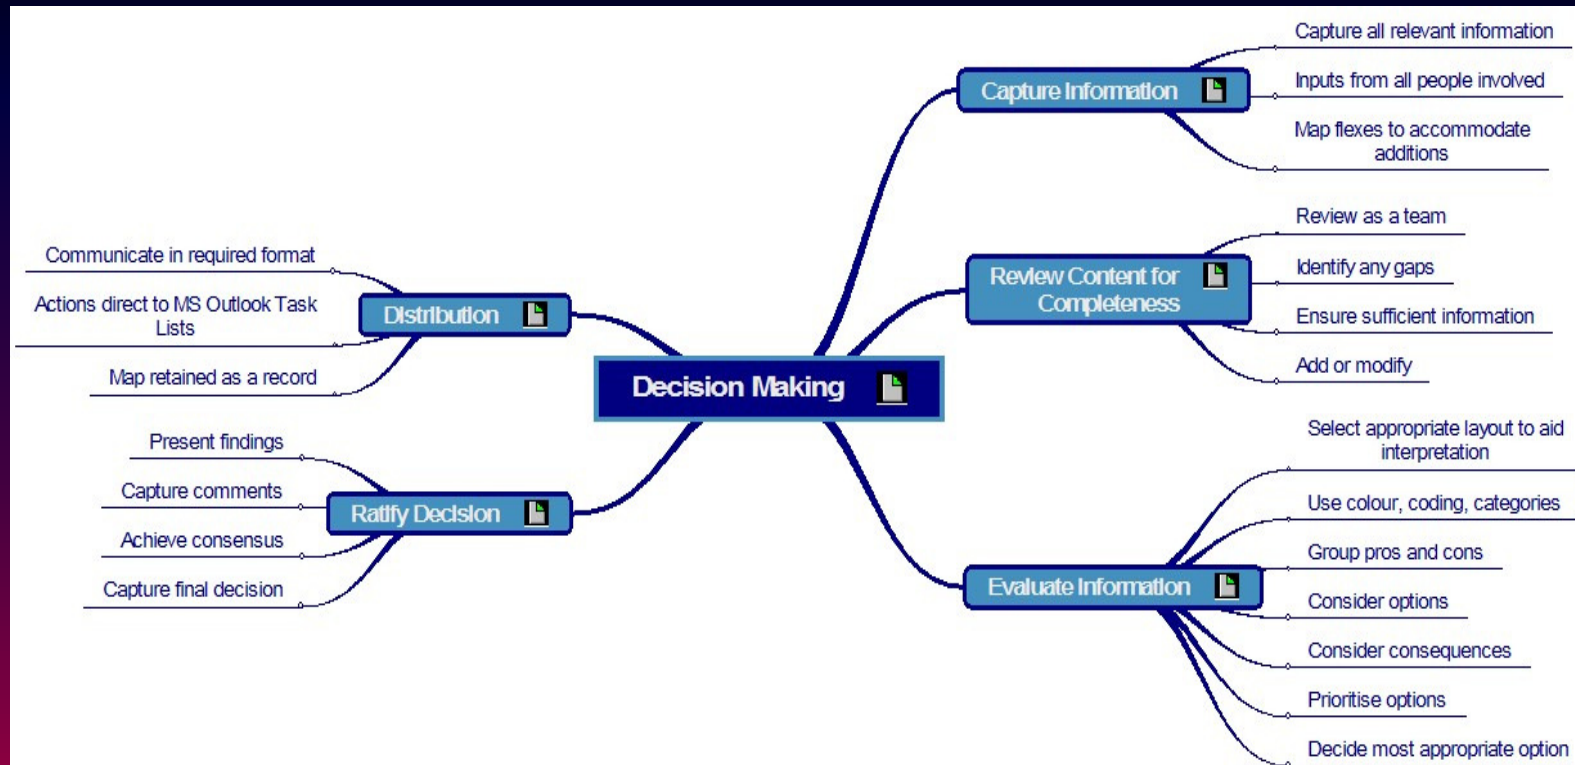 Decision Making
Capture Information
Capture all relevant information
Inputs from all people involved
Map flexes to accommodate
additions
Review Content for
Completeness
Review as a team
Identify any gaps
Ensure sufficient information
Add or modify
Evaluate Information
Select appropriate layout to aid
interpretation
Use colour, coding, categories
Group pros and cons
Consider options
Consider consequences
Prioritise options
Decide most appropriate option
Ratify Decision
Present findings
Capture comments
Achieve consensus
Capture final decision
Distribution
Communicate in required format
Actions direct to MS Outlook Task
Lists
Map retained as a record